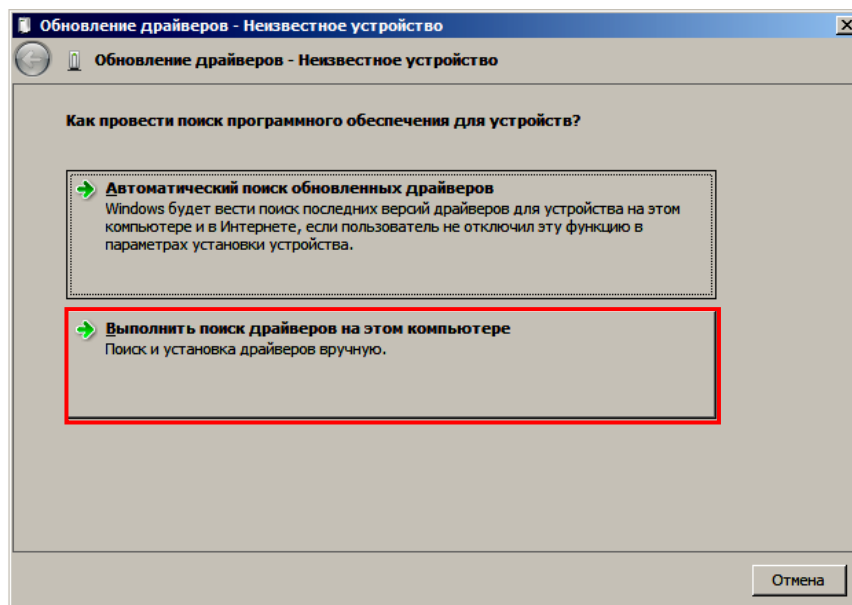 Обновление драйверов - Неизвестное устройство
Обновление драйверов - Неизвестное устройство
Как провести поиск программного обеспечения для устройств?
Автоматический поиск обновленных драйверов
Windows будет вести поиск последних версий драйверов для устройства на этом
компьютере и в Интернете, если пользователь не отключил эту функцию в
параметрах установки устройства.
Выполнить поиск драйверов на этом компьютере
Поиск и установка драйверов вручную.
Отмена